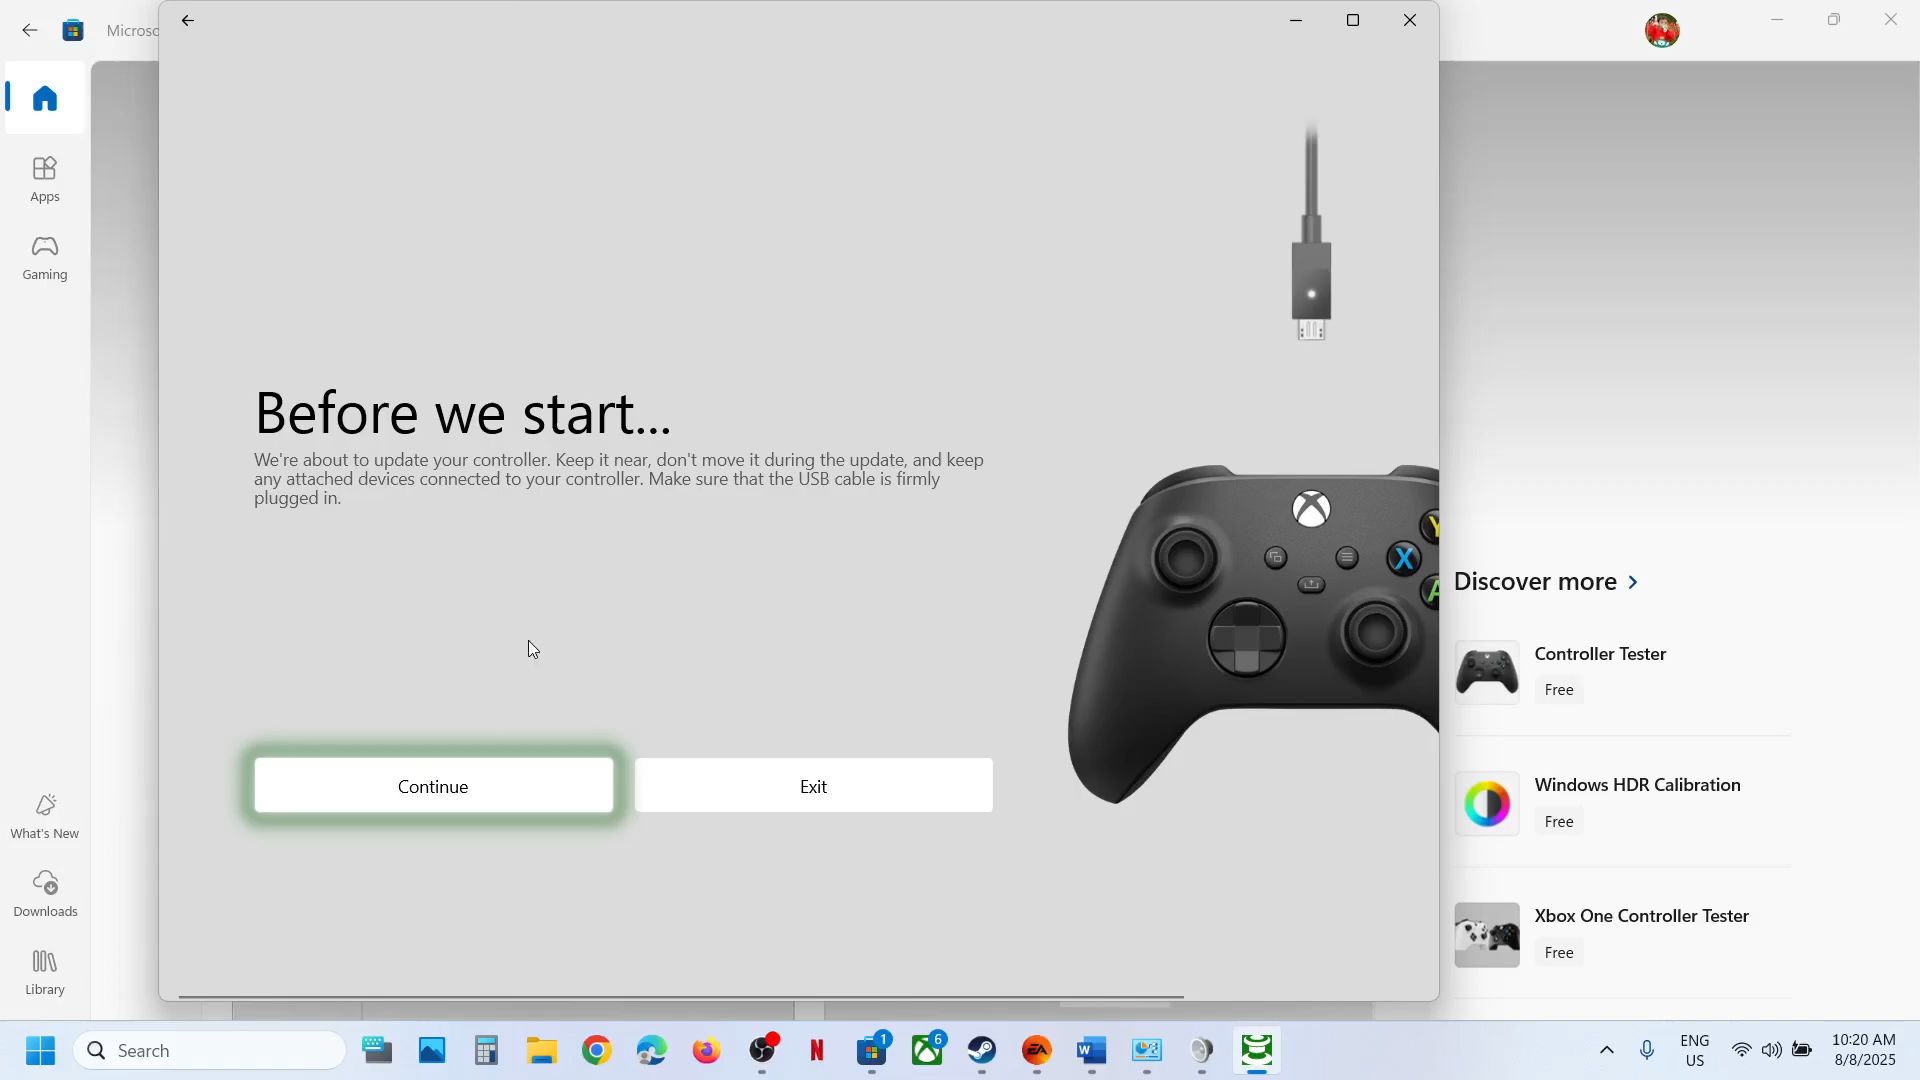 Microso
Apps
Gaming
Before we start...
We're about to update your controller. Keep it near, don't move it during the update, and keep
any attached devices connected to your controller. Make sure that the USB cable is firmly
plugged in.
Continue
Exit
Y
X
A
Discover more
Controller Tester
Free
Windows HDR Calibration
Free
Xbox One Controller Tester
Free
What's New
Downloads
Library
Search
N
1
6
EA
W
ENG
US
10:20 AM
8/8/2025